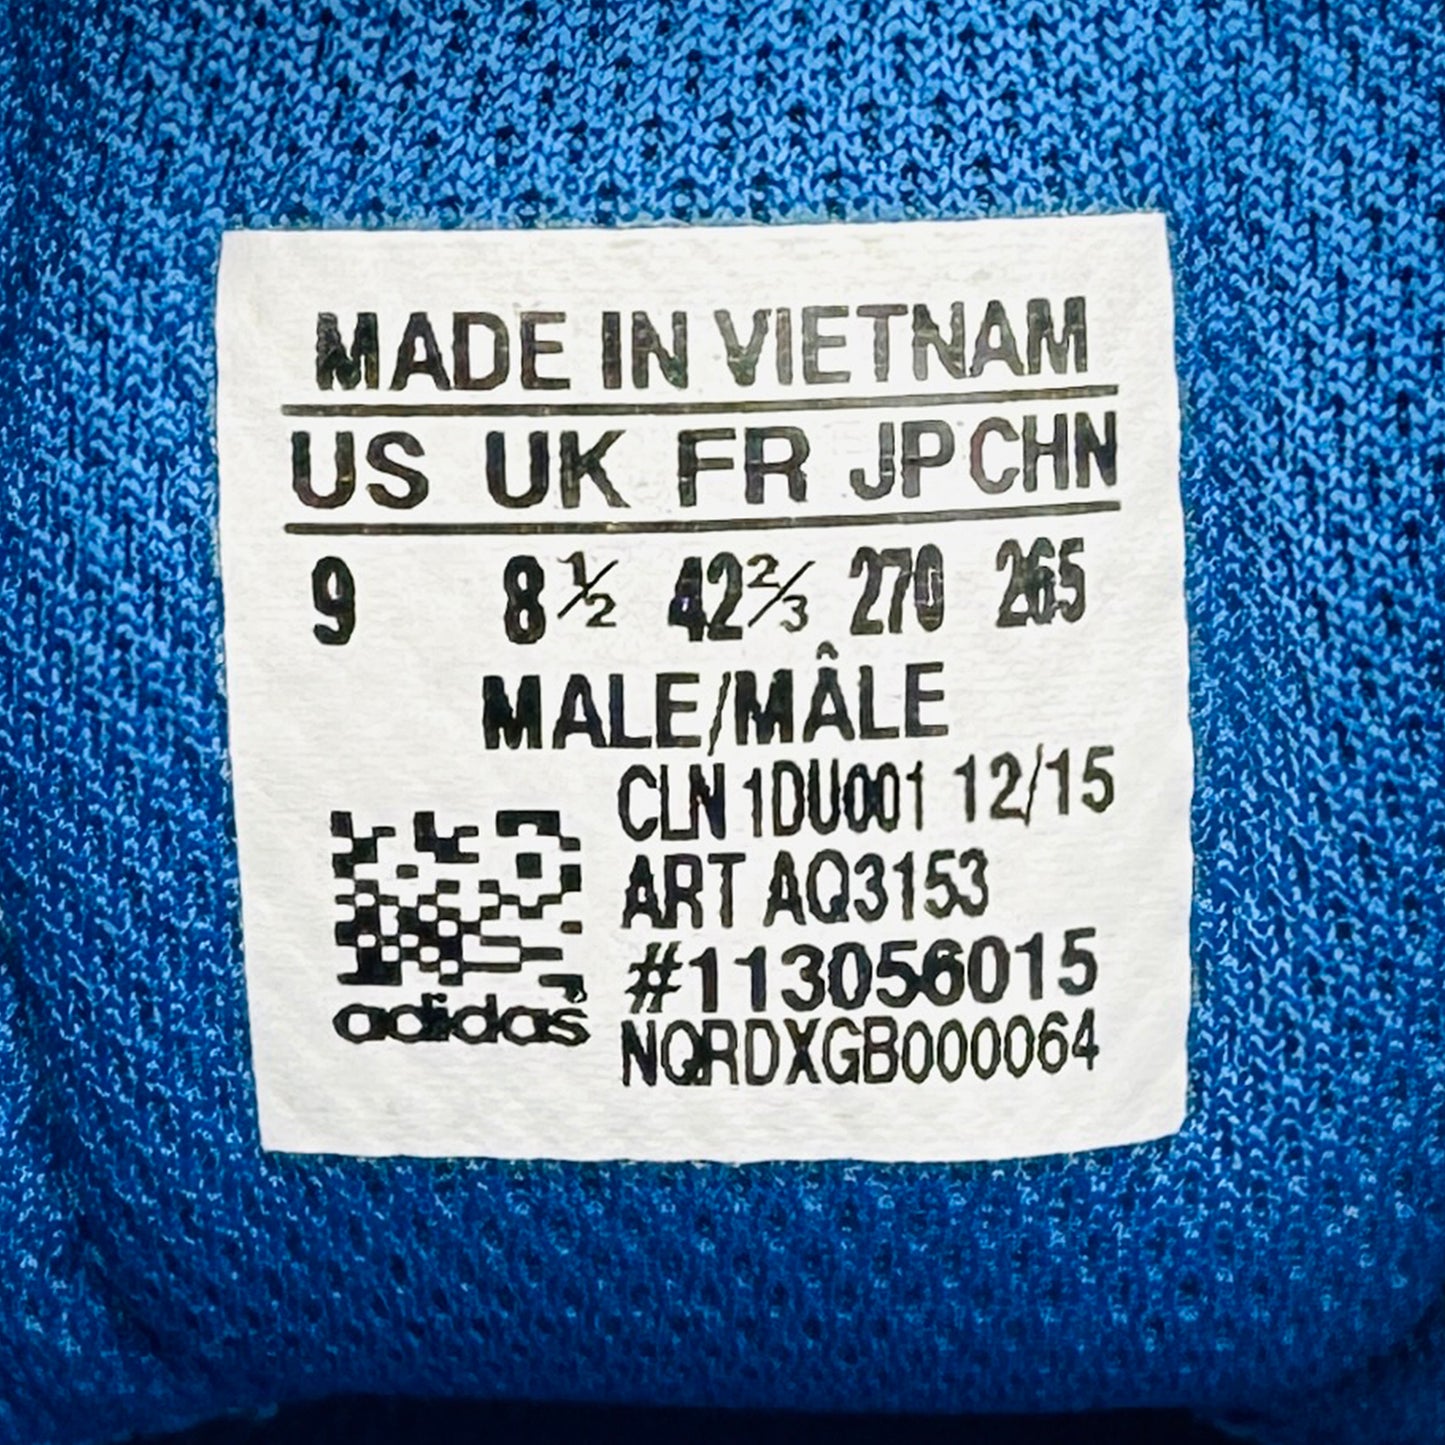 MADE IN VIETNAM
US UK FR JP CHN
9 8½ 42⅔ 270 265
MALE/MÂLE
CLN 1DU001 12/15
ART AQ3153
#113056015
adidas
NQRDXGB000064